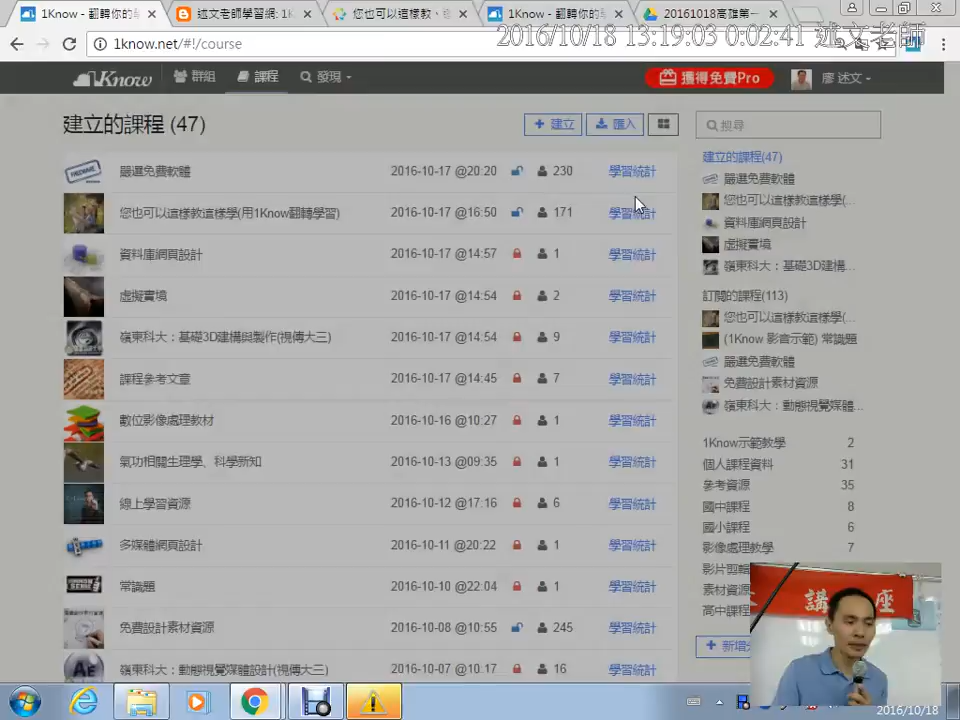 1Know - 翻轉你的
述文老師學習網: 1
您也可以這樣教、
1Know - 翻轉你的
20161018高雄第一
1know.net/#!/course
2016/10/18 13:19:03 0:02:41 述文老師
1Know
群組
課程
發現
獲得免費Pro
廖 述文
建立的課程 (47)
建立
匯入
搜尋
嚴選免費軟體 2016-10-17 @20:20 230 學習統計
您也可以這樣教這樣學(用1Know翻轉學習) 2016-10-17 @16:50 171 學習統計
資料庫網頁設計 2016-10-17 @14:57 1 學習統計
虛擬實境 2016-10-17 @14:54 2 學習統計
嶺東科大：基礎3D建構與製作(視傳大三) 2016-10-17 @14:54 9 學習統計
課程參考文章 2016-10-17 @14:45 7 學習統計
數位影像處理教材 2016-10-16 @10:27 1 學習統計
氣功相關生理學、科學新知 2016-10-13 @09:35 1 學習統計
線上學習資源 2016-10-12 @17:16 6 學習統計
多媒體網頁設計 2016-10-11 @20:22 1 學習統計
常識題 2016-10-10 @22:04 1 學習統計
免費設計素材資源 2016-10-08 @10:55 245 學習統計
嶺東科大：動態視覺媒體設計(視傳大三) 2016-10-07 @10:17 16 學習統計
建立的課程(47)
嚴選免費軟體
您也可以這樣教這樣學(...
資料庫網頁設計
虛擬實境
嶺東科大：基礎3D建構...
訂閱的課程(113)
您也可以這樣教這樣學(...
(1Know 影音示範) 常識題
嚴選免費軟體
免費設計素材資源
嶺東科大：動態視覺媒體...
1Know示範教學 2
個人課程資料 31
參考資源 35
國中課程 8
國小課程 6
影像處理教學 7
影片剪輯
素材資源
高中課程
新增
講 座
2016/10/18